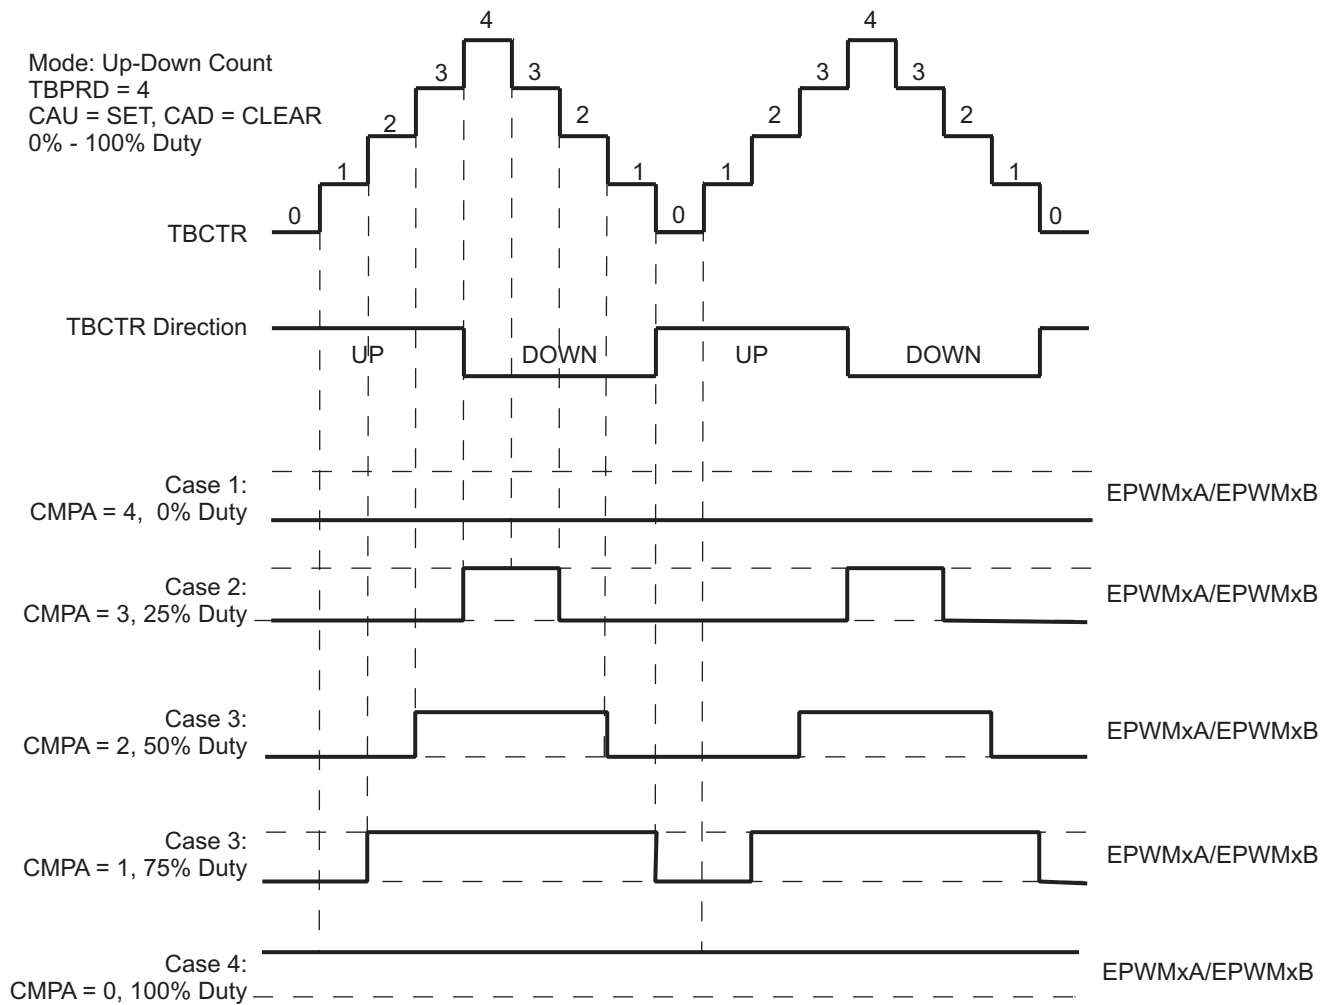 4
4
Mode: Up-Down Count
TBPRD = 4
CAU = SET, CAD = CLEAR
0% - 100% Duty
3
3
3
3
2
2
2
2
1
1
1
1
0
0
0
TBCTR
TBCTR Direction
UP
DOWN
UP
DOWN
Case 1:
CMPA = 4, 0% Duty
EPWMxA/EPWMxB
Case 2:
CMPA = 3, 25% Duty
EPWMxA/EPWMxB
Case 3:
CMPA = 2, 50% Duty
EPWMxA/EPWMxB
Case 3:
CMPA = 1, 75% Duty
EPWMxA/EPWMxB
Case 4:
CMPA = 0, 100% Duty
EPWMxA/EPWMxB